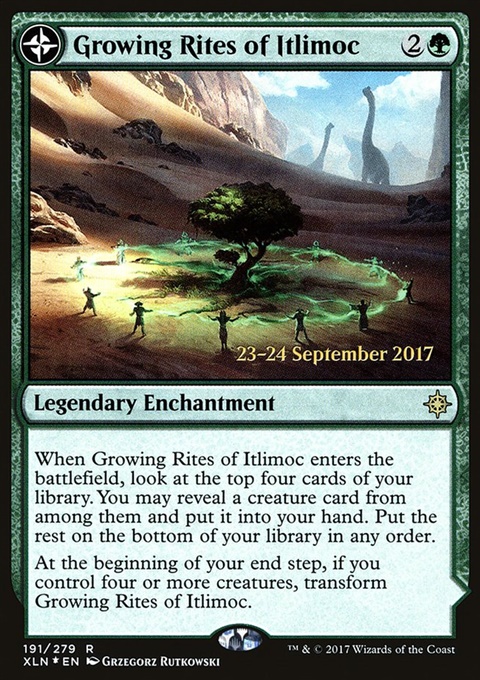 Growing Rites of Itlimoc 2
23–24 September 2017
Legendary Enchantment
When Growing Rites of Itlimoc enters the
battlefield, look at the top four cards of your
library. You may reveal a creature card from
among them and put it into your hand. Put the
rest on the bottom of your library in any order.
At the beginning of your end step, if you
control four or more creatures, transform
Growing Rites of Itlimoc.
191/279 R
XLN★EN Grzegorz Rutkowski
™ & © 2017 Wizards of the Coast